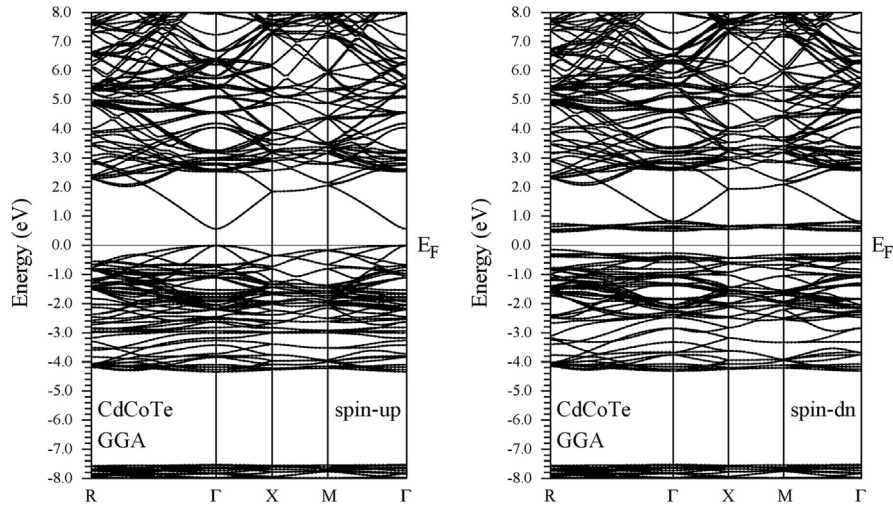 8.0
7.0
6.0
5.0
4.0
3.0
2.0
1.0
0.0
-1.0
-2.0
-3.0
-4.0
-5.0
-6.0
-7.0
-8.0
Energy (eV)
CdCoTe
GGA
spin-up
E_F
R Γ X M Γ
8.0
7.0
6.0
5.0
4.0
3.0
2.0
1.0
0.0
-1.0
-2.0
-3.0
-4.0
-5.0
-6.0
-7.0
-8.0
Energy (eV)
CdCoTe
GGA
spin-dn
E_F
R Γ X M Γ